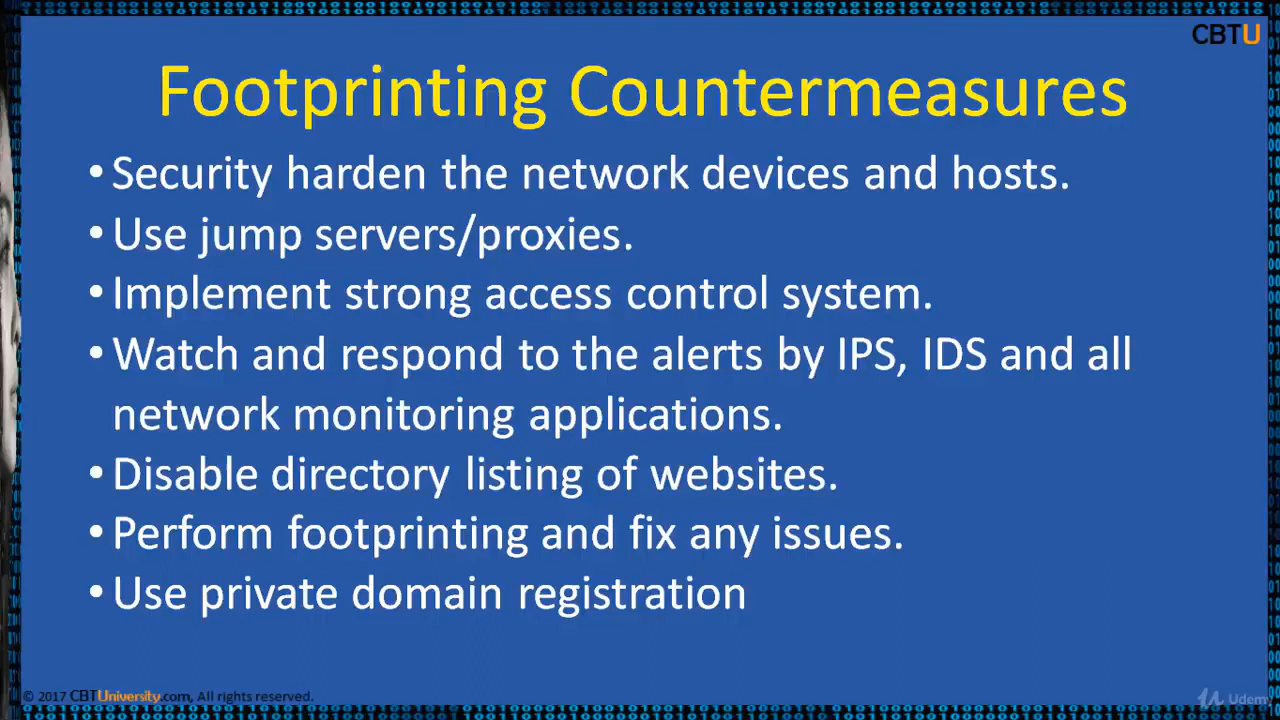 CBTU
Footprinting Countermeasures
• Security harden the network devices and hosts.
• Use jump servers/proxies.
• Implement strong access control system.
• Watch and respond to the alerts by IPS, IDS and all
network monitoring applications.
• Disable directory listing of websites.
• Perform footprinting and fix any issues.
• Use private domain registration
© 2017 CBTUniversity.com, All rights reserved.
Udemy